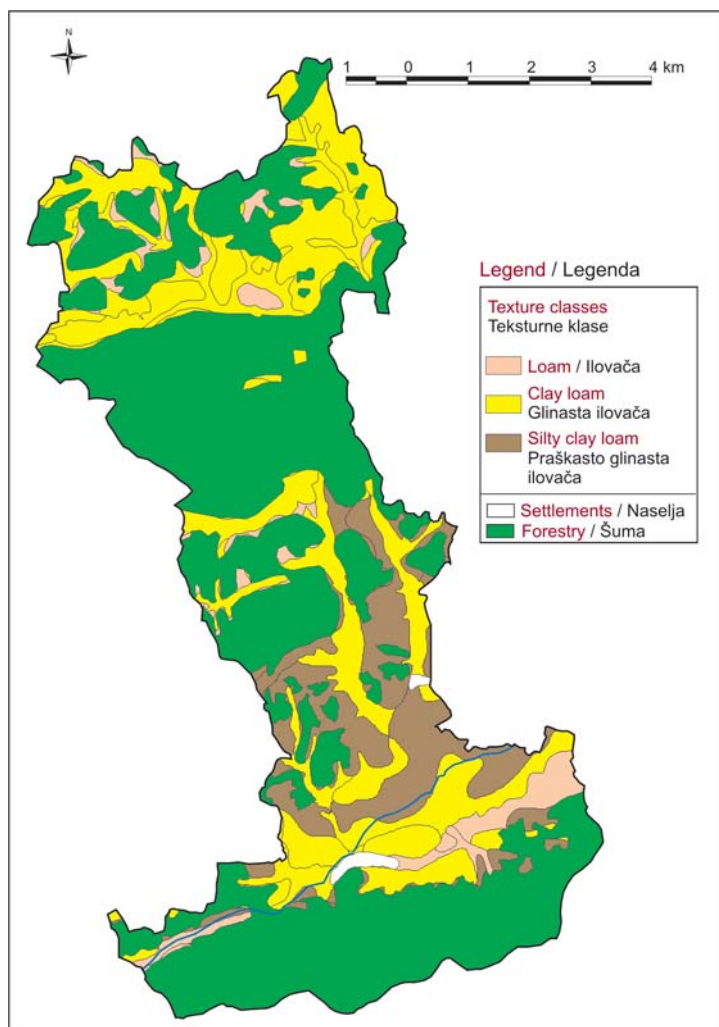 N
1 0 1 2 3 4 km
Legend / Legenda
Texture classes
Teksturne klase
Loam / Ilovača
Clay loam
Glinasta ilovača
Silty clay loam
Praškasto glinasta
ilovača
Settlements / Naselja
Forestry / Šuma